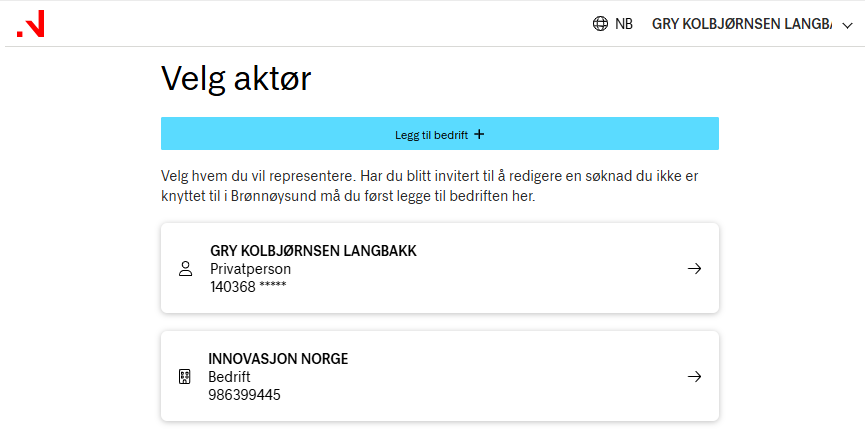 NB
GRY KOLBJØRNSEN LANGBA
Velg aktør
Legg til bedrift +
Velg hvem du vil representere. Har du blitt invitert til å redigere en søknad du ikke er
knyttet til i Brønnøysund må du først legge til bedriften her.
GRY KOLBJØRNSEN LANGBAKK
Privatperson
140368 *****
INNOVASJON NORGE
Bedrift
986399445